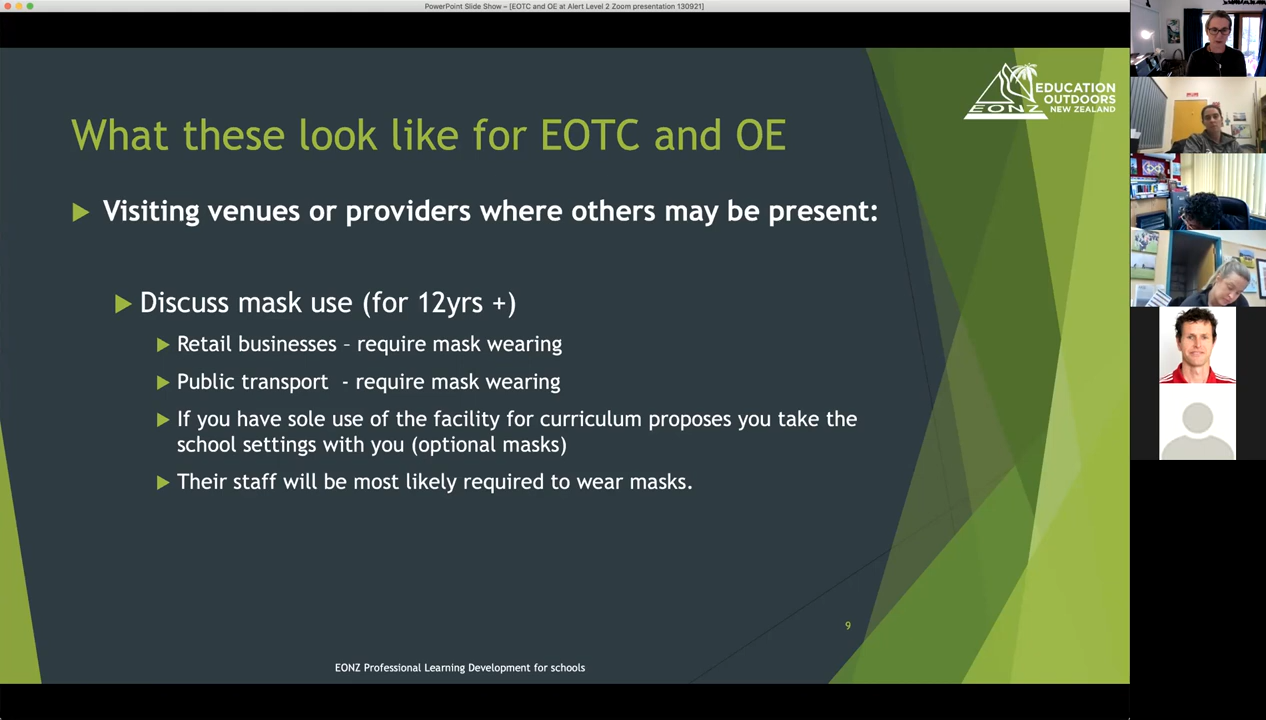 PowerPoint Slide Show – [EOTC and OE at Alert Level 2 Zoom presentation 130921]
EONZ
EDUCATION
OUTDOORS
NEW ZEALAND
What these look like for EOTC and OE
Visiting venues or providers where others may be present:
Discuss mask use (for 12yrs +)
Retail businesses – require mask wearing
Public transport - require mask wearing
If you have sole use of the facility for curriculum proposes you take the
school settings with you (optional masks)
Their staff will be most likely required to wear masks.
9
EONZ Professional Learning Development for schools